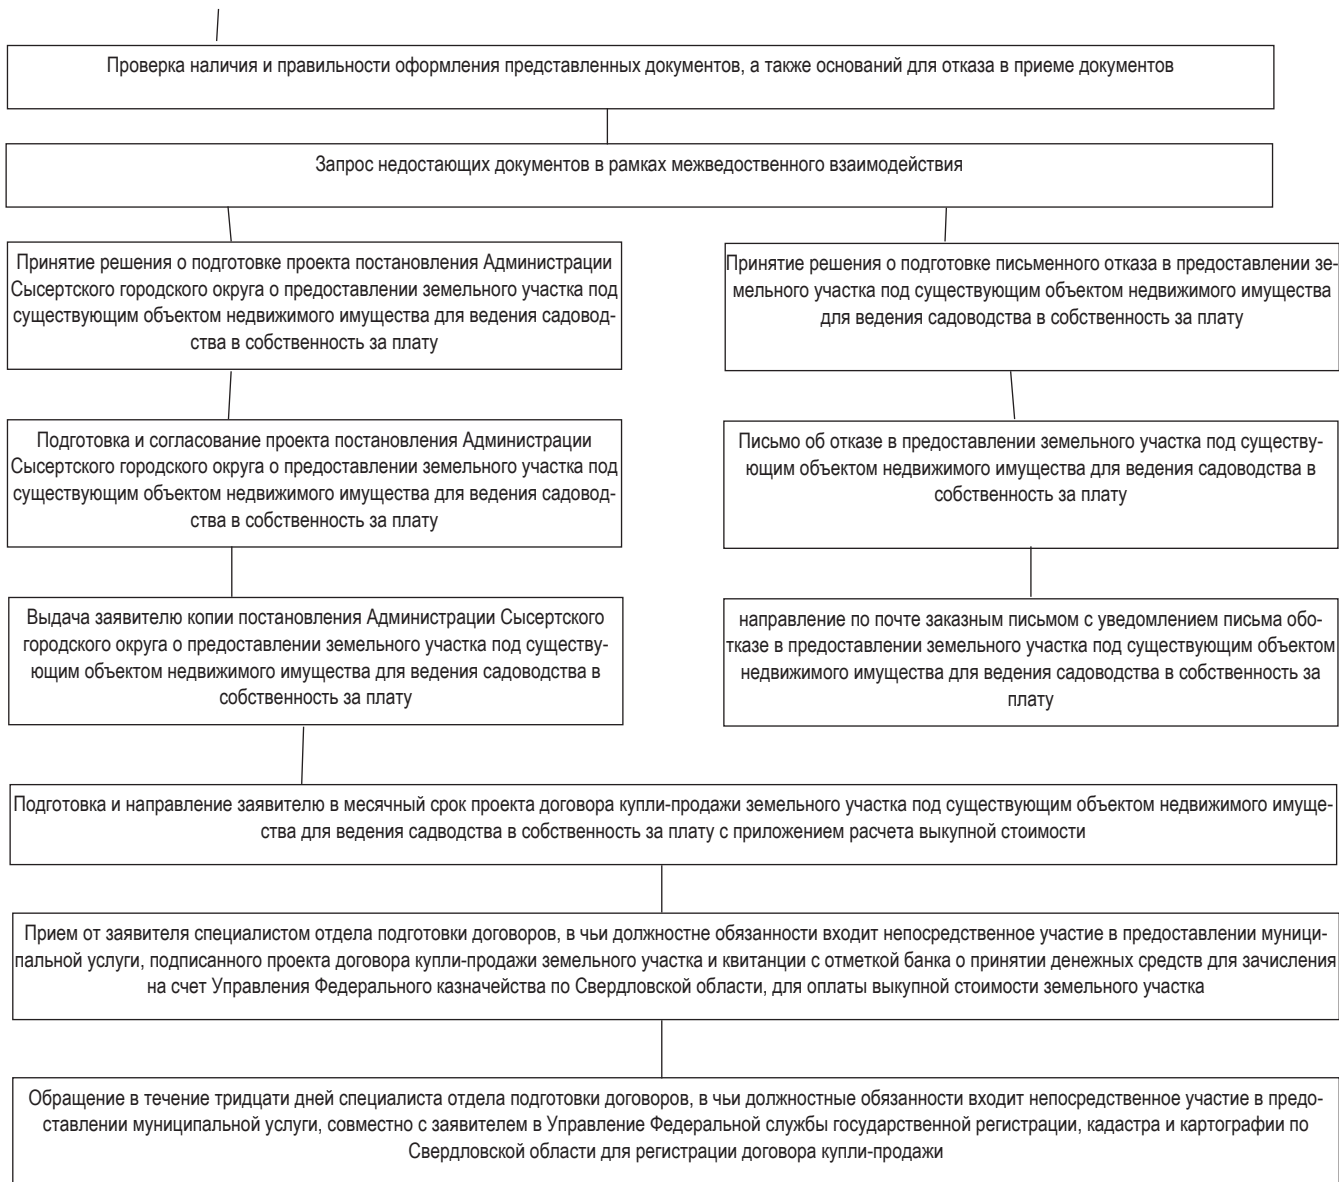 Проверка наличия и правильности оформления представленных документов, а также оснований для отказа в приеме документов
Запрос недостающих документов в рамках межведоственного взаимодействия
Принятие решения о подготовке проекта постановления Администрации
Сысертского городского округа о предоставлении земельного участка под
существующим объектом недвижимого имущества для ведения садовод-
ства в собственность за плату
Принятие решения о подготовке письменного отказа в предоставлении зе-
мельного участка под существующим объектом недвижимого имущества
для ведения садоводства в собственность за плату
Подготовка и согласование проекта постановления Администрации
Сысертского городского округа о предоставлении земельного участка под
существующим объектом недвижимого имущества для ведения садовод-
ства в собственность за плату
Письмо об отказе в предоставлении земельного участка под существу-
ющим объектом недвижимого имущества для ведения садоводства в
собственность за плату
Выдача заявителю копии постановления Администрации Сысертского
городского округа о предоставлении земельного участка под существу-
ющим объектом недвижимого имущества для ведения садоводства в
собственность за плату
направление по почте заказным письмом с уведомлением письма обо-
тказе в предоставлении земельного участка под существующим объектом
недвижимого имущества для ведения садоводства в собственность за
плату
Подготовка и направление заявителю в месячный срок проекта договора купли-продажи земельного участка под существующим объектом недвижимого имуще-
ства для ведения садводства в собственность за плату с приложением расчета выкупной стоимости
Прием от заявителя специалистом отдела подготовки договоров, в чьи должностне обязанности входит непосредственное участие в предоставлении муници-
пальной услуги, подписанного проекта договора купли-продажи земельного участка и квитанции с отметкой банка о принятии денежных средств для зачисления
на счет Управления Федерального казначейства по Свердловской области, для оплаты выкупной стоимости земельного участка
Обращение в течение тридцати дней специалиста отдела подготовки договоров, в чьи должностные обязанности входит непосредственное участие в предо-
ставлении муниципальной услуги, совместно с заявителем в Управление Федеральной службы государственной регистрации, кадастра и картографии по
Свердловской области для регистрации договора купли-продажи